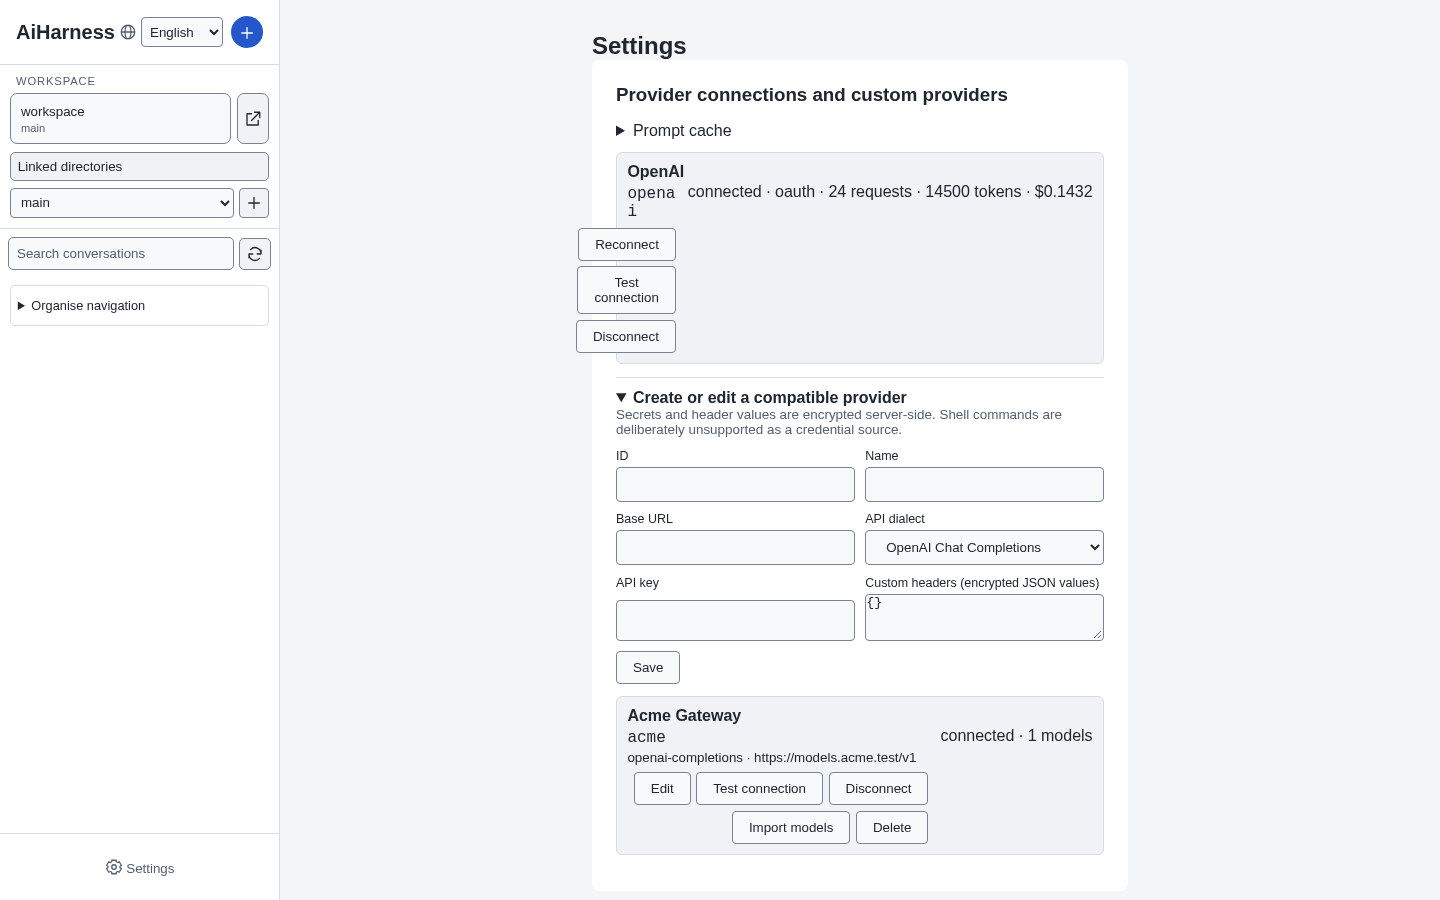 AiHarness English
WORKSPACE
workspace
main
Linked directories
main
Search conversations
Organise navigation
Settings
Settings
Provider connections and custom providers
Prompt cache
OpenAI
opena
i
connected · oauth · 24 requests · 14500 tokens · $0.1432
Reconnect
Test
connection
Disconnect
Create or edit a compatible provider
Secrets and header values are encrypted server-side. Shell commands are
deliberately unsupported as a credential source.
ID Name
Base URL API dialect
OpenAI Chat Completions
API key Custom headers (encrypted JSON values)
{}
Save
Acme Gateway
acme
connected · 1 models
openai-completions · https://models.acme.test/v1
Edit Test connection Disconnect
Import models Delete